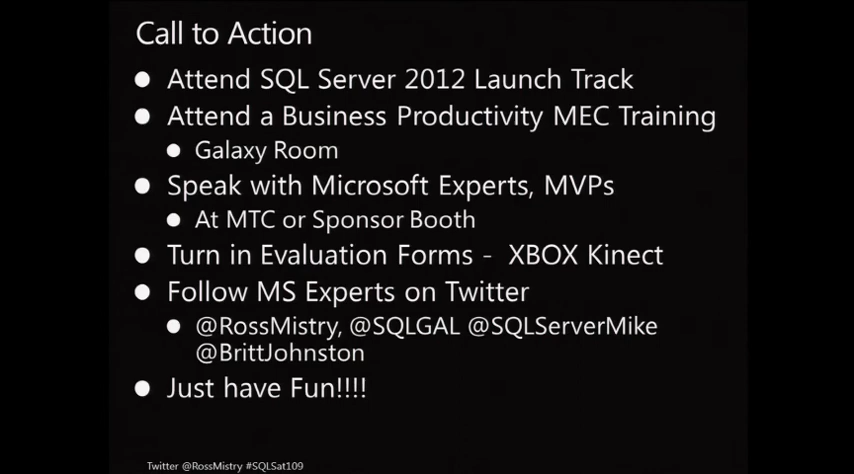 Call to Action
Attend SQL Server 2012 Launch Track
Attend a Business Productivity MEC Training
Galaxy Room
Speak with Microsoft Experts, MVPs
At MTC or Sponsor Booth
Turn in Evaluation Forms - XBOX Kinect
Follow MS Experts on Twitter
@RossMistry, @SQLGAL @SQLServerMike
@BrittJohnston
Just have Fun!!!!
Twitter @RossMistry #SQLSat109